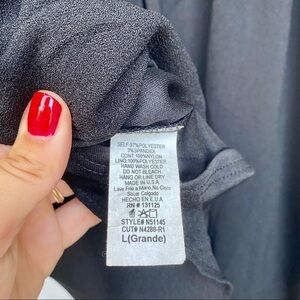 SELF 97%POLYESTER
3%SPANDEX
CONT:100%NYLON
LING:100%POLYESTER
HAND WASH COLD
DO NOT BLEACH
HANG OR LINE DRY
MADE IN U.S.A
Lave Frio a Mano, No Cloro
Secar Colgado
HECHO EN E.U.A
RN # 131125
STYLE# N51145
CUT# N4288-R1
L(Grande)